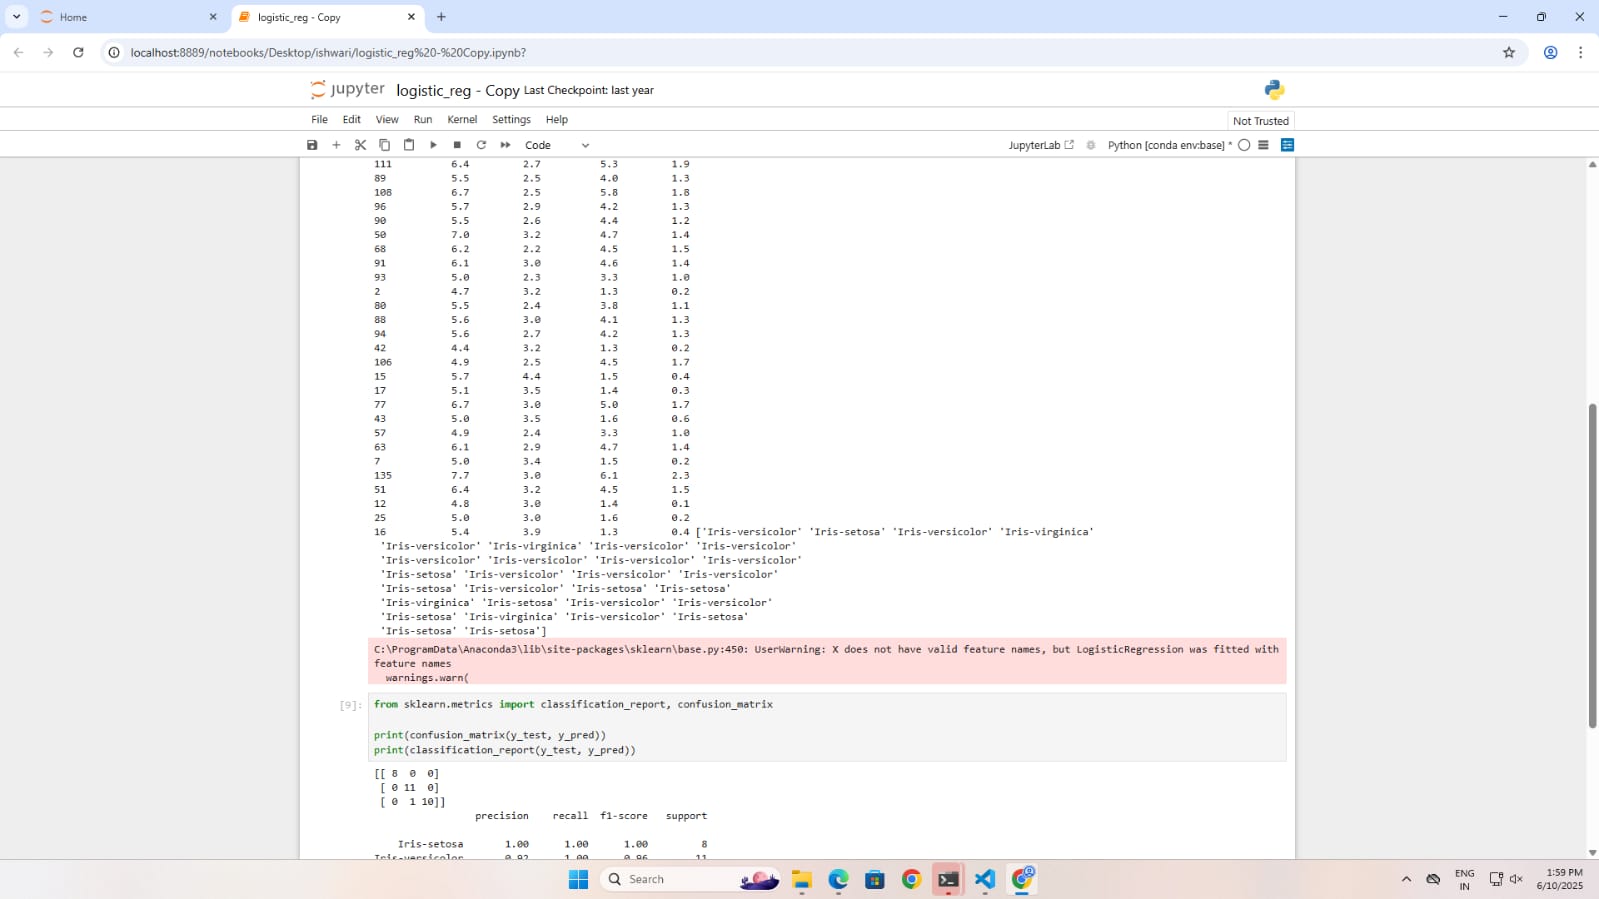 Home
logistic_reg - Copy
localhost:8889/notebooks/Desktop/ishwari/logistic_reg%20-%20Copy.ipynb?
jupyter logistic_reg - Copy Last Checkpoint: last year
File Edit View Run Kernel Settings Help
Not Trusted
Code
JupyterLab
Python [conda env:base] *
111 6.4 2.7 5.3 1.9
89 5.5 2.5 4.0 1.3
108 6.7 2.5 5.8 1.8
96 5.7 2.9 4.2 1.3
90 5.5 2.6 4.4 1.2
50 7.0 3.2 4.7 1.4
68 6.2 2.2 4.5 1.5
91 6.1 3.0 4.6 1.4
93 5.0 2.3 3.3 1.0
2 4.7 3.2 1.3 0.2
80 5.5 2.4 3.8 1.1
88 5.6 3.0 4.1 1.3
94 5.6 2.7 4.2 1.3
42 4.4 3.2 1.3 0.2
106 4.9 2.5 4.5 1.7
15 5.7 4.4 1.5 0.4
17 5.1 3.5 1.4 0.3
77 6.7 3.0 5.0 1.7
43 5.0 3.5 1.6 0.6
57 4.9 2.4 3.3 1.0
63 6.1 2.9 4.7 1.4
7 5.0 3.4 1.5 0.2
135 7.7 3.0 6.1 2.3
51 6.4 3.2 4.5 1.5
12 4.8 3.0 1.4 0.1
25 5.0 3.0 1.6 0.2
16 5.4 3.9 1.3 0.4 ['Iris-versicolor' 'Iris-setosa' 'Iris-versicolor' 'Iris-virginica'
'Iris-versicolor' 'Iris-virginica' 'Iris-versicolor' 'Iris-versicolor'
'Iris-versicolor' 'Iris-versicolor' 'Iris-versicolor' 'Iris-versicolor'
'Iris-setosa' 'Iris-versicolor' 'Iris-versicolor' 'Iris-versicolor'
'Iris-setosa' 'Iris-versicolor' 'Iris-setosa' 'Iris-setosa'
'Iris-virginica' 'Iris-setosa' 'Iris-versicolor' 'Iris-versicolor'
'Iris-setosa' 'Iris-virginica' 'Iris-versicolor' 'Iris-setosa'
'Iris-setosa' 'Iris-setosa']
C:\ProgramData\Anaconda3\lib\site-packages\sklearn\base.py:450: UserWarning: X does not have valid feature names, but LogisticRegression was fitted with
feature names
warnings.warn(
[9]: from sklearn.metrics import classification_report, confusion_matrix
print(confusion_matrix(y_test, y_pred))
print(classification_report(y_test, y_pred))
[[ 8 0 0]
[ 0 11 0]
[ 0 1 10]]
precision recall f1-score support
Iris-setosa 1.00 1.00 1.00 8
Iris-versicolor 0.92 1.00 0.96 11
Search
ENG
IN
1:59 PM
6/10/2025